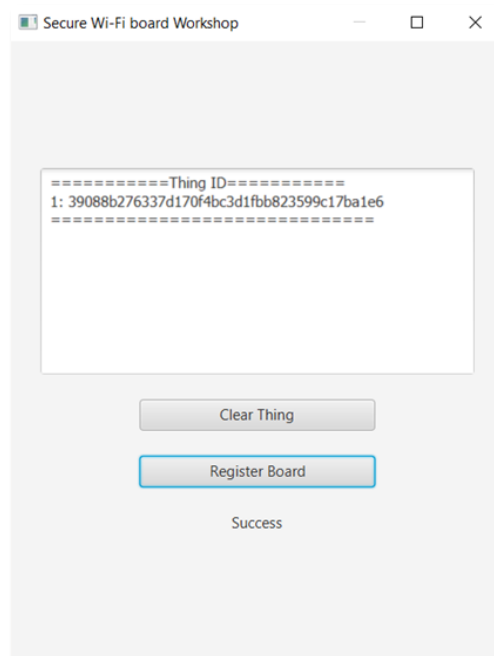 Secure Wi-Fi board Workshop
===========Thing ID===========
1: 39088b276337d170f4bc3d1fbb823599c17ba1e6
==============================
Clear Thing
Register Board
Success